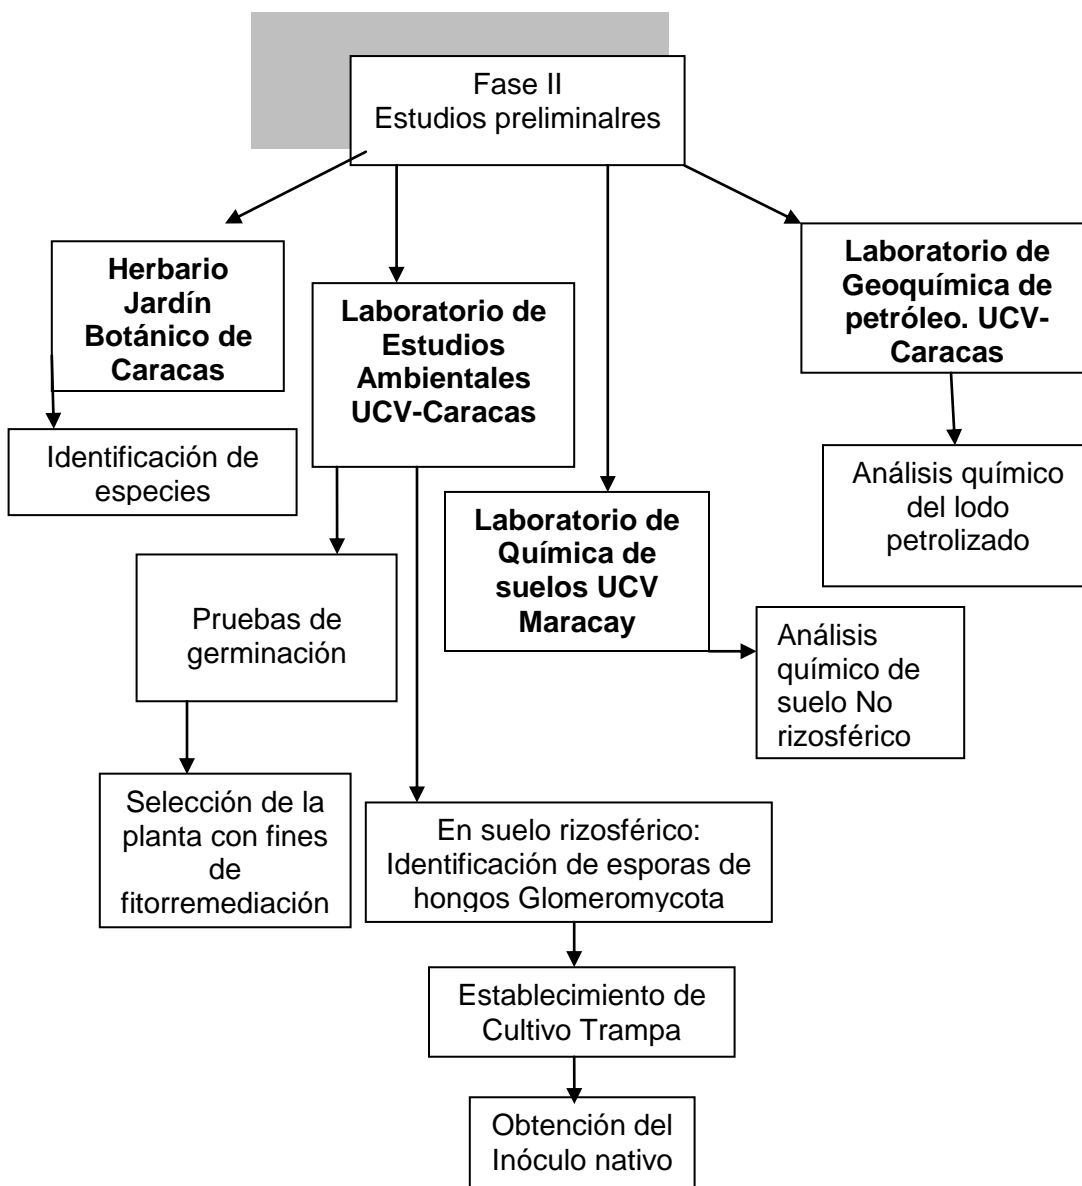 Fase II
Estudios preliminalres
Herbario
Jardín
Botánico de
Caracas
Laboratorio de
Estudios
Ambientales
UCV-Caracas
Laboratorio de
Geoquímica de
petróleo. UCV-
Caracas
Identificación de
especies
Análisis químico
del lodo
petrolizado
Laboratorio de
Química de
suelos UCV
Maracay
Pruebas de
germinación
Análisis
químico de
suelo No
rizosférico
Selección de la
planta con fines
de
fitorremediación
En suelo rizosférico:
Identificación de esporas de
hongos Glomeromycota
Establecimiento de
Cultivo Trampa
Obtención del
Inóculo nativo